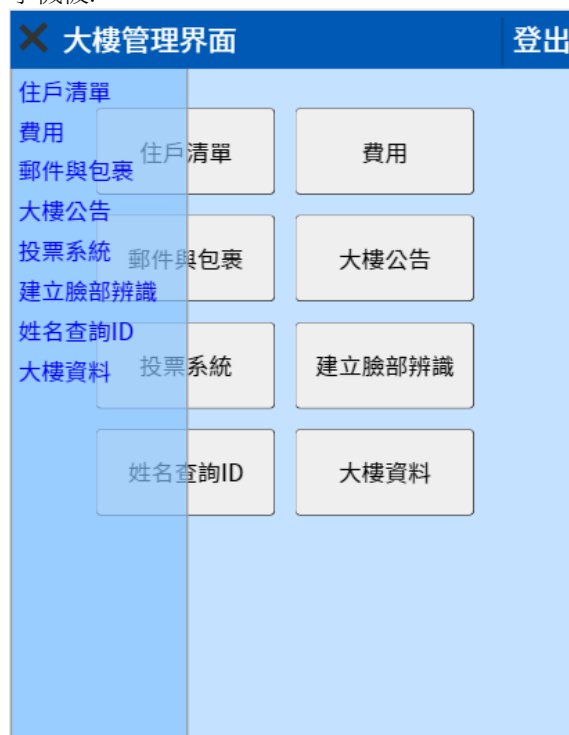 ✕ 大樓管理界面 登出
住戶清單
費用
郵件與包裹
大樓公告
投票系統
建立臉部辨識
姓名查詢ID
大樓資料
住戶清單 費用
郵件與包裹 大樓公告
投票系統 建立臉部辨識
姓名查詢ID 大樓資料